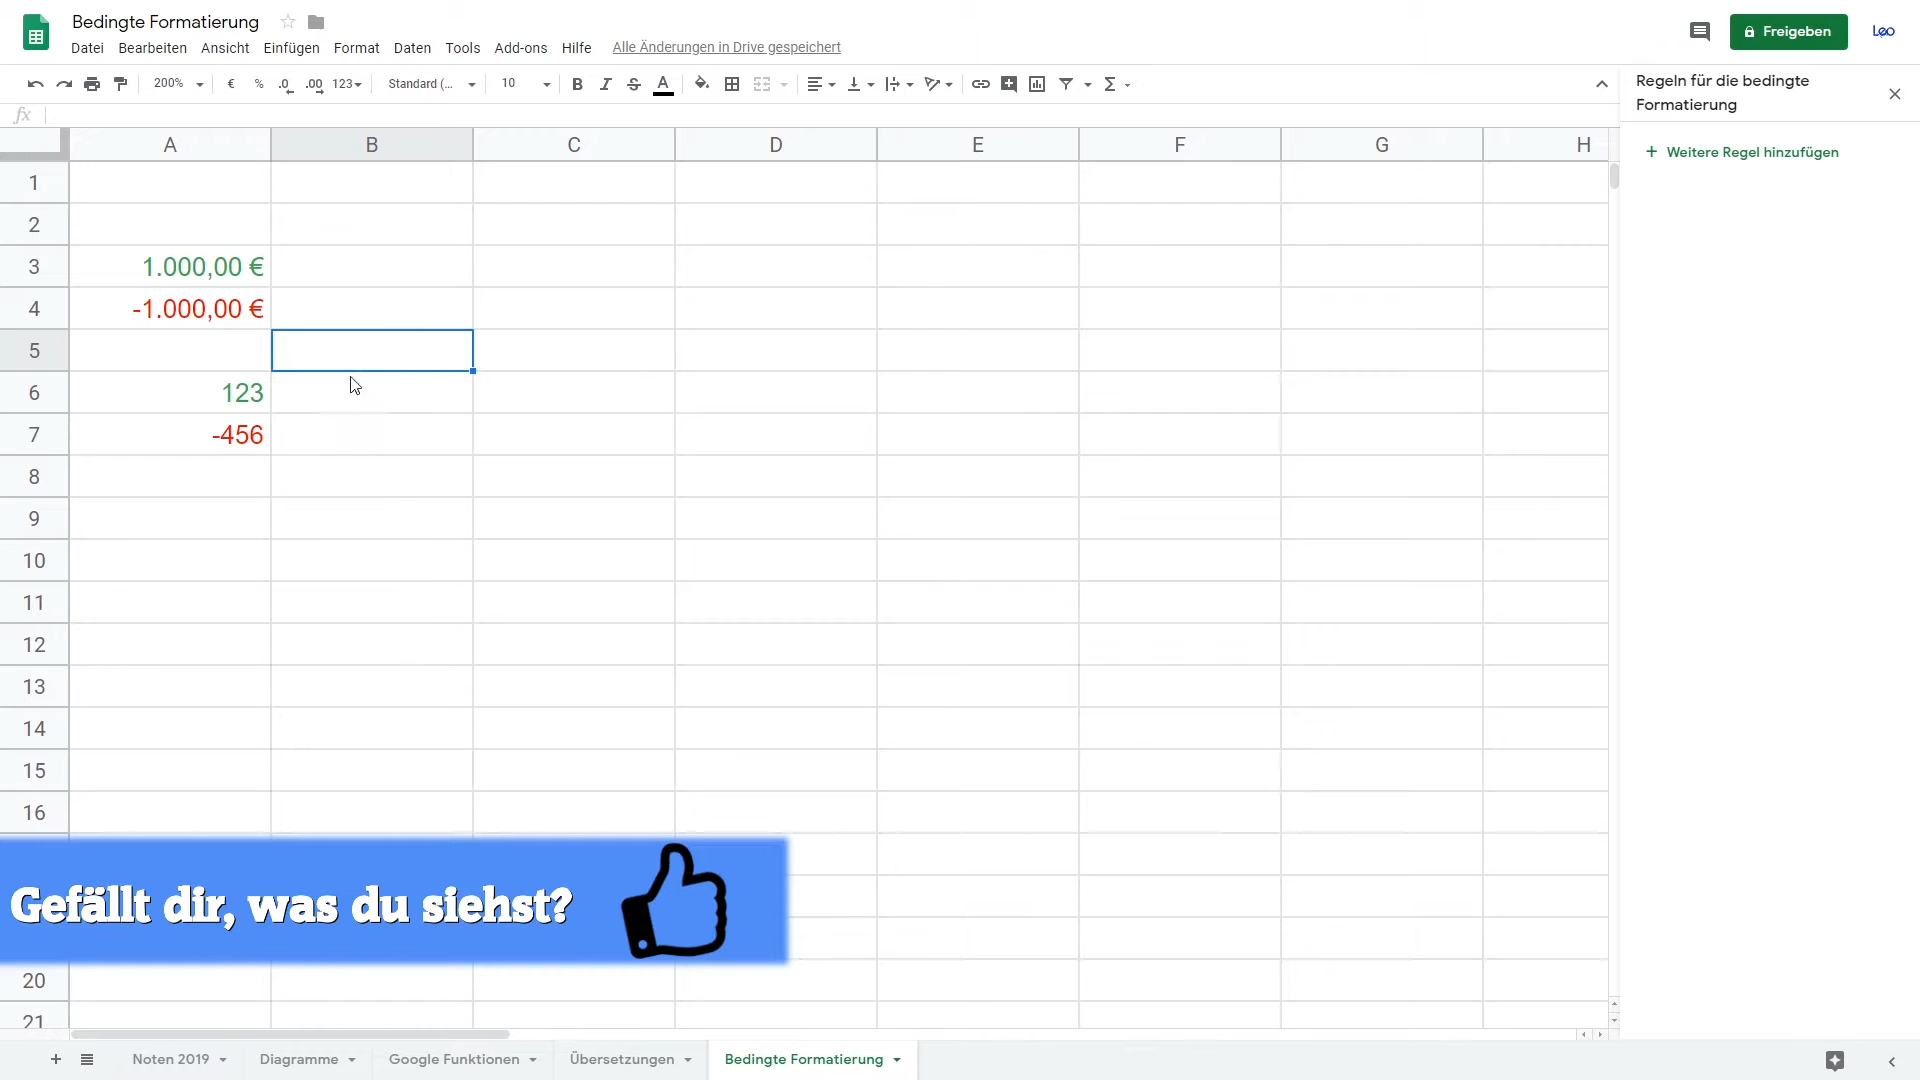 Bedingte Formatierung
Datei Bearbeiten Ansicht Einfügen Format Daten Datei Tools Add-ons Hilfe Alle Änderungen in Drive gespeichert
Freigeben
Leo
200% € % .0 .00 123 Standard (... 10 B I S A Σ
Regeln für die bedingte
Formatierung
+ Weitere Regel hinzufügen
fx
A B C D E F G H
1
2
3 1.000,00 €
4 -1.000,00 €
5
6 123
7 -456
8
9
10
11
12
13
14
15
16
Gefällt dir, was du siehst?
20
21
+ Noten 2019 Diagramme Google Funktionen Übersetzungen Bedingte Formatierung